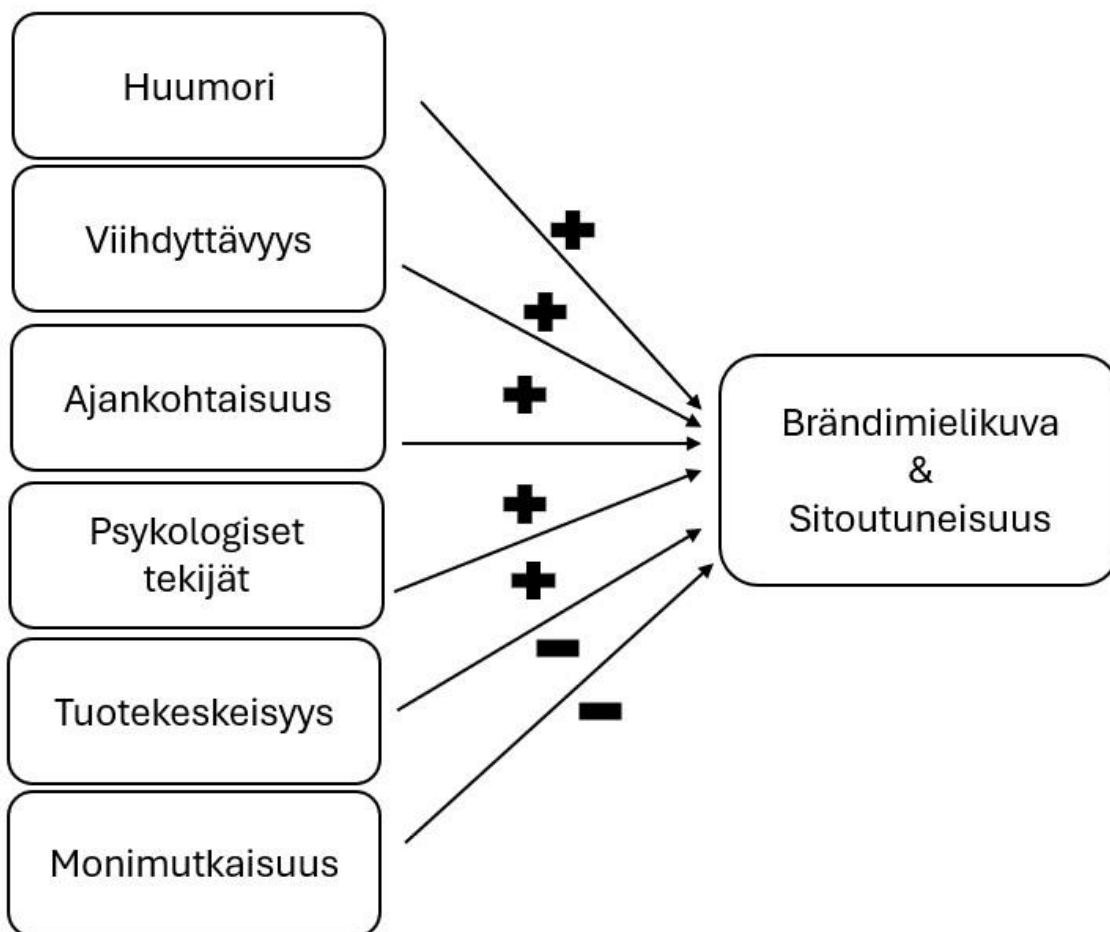 Huumori
Viihdyttävyys
Ajankohtaisuus
Psykologiset
tekijät
Tuotekeskeisyys
Monimutkaisuus
+
+
+
+
+
-
-
Brändimielikuva
&
Sitoutuneisuus